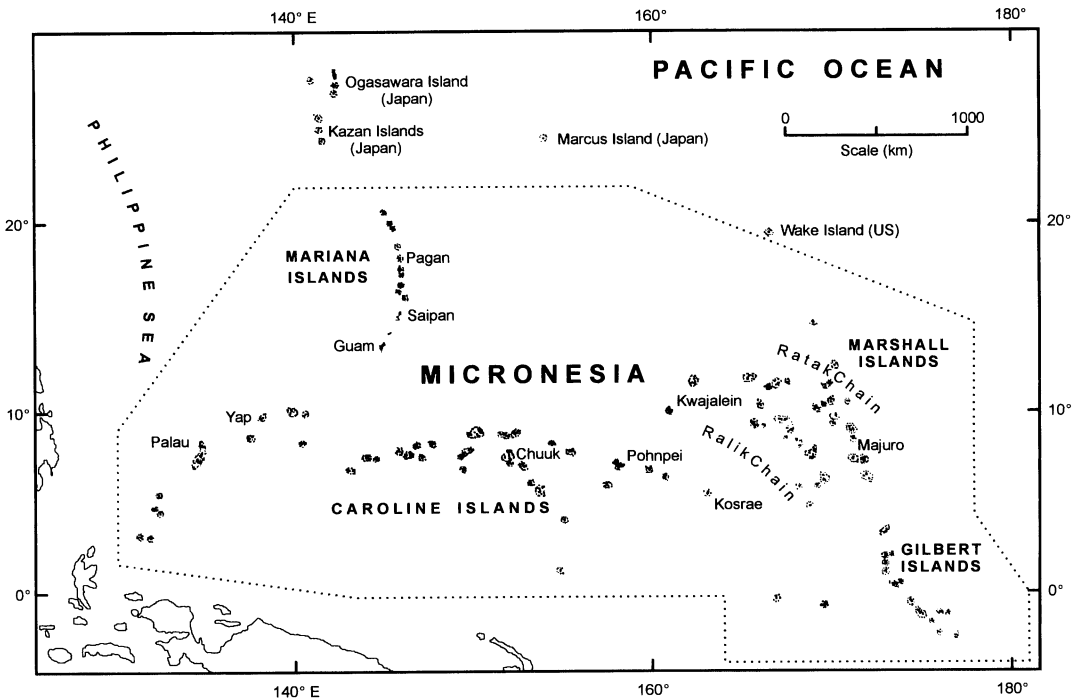 140° E
160°
180°
PACIFIC OCEAN
Ogasawara Island
(Japan)
0
1000
Scale (km)
Kazan Islands
(Japan)
Marcus Island (Japan)
PHILIPPINE SEA
20°
20°
Wake Island (US)
MARIANA
ISLANDS
Pagan
Saipan
Guam
MICRONESIA
MARSHALL
ISLANDS
Ratak Chain
Kwajalein
10°
10°
Yap
Palau
Chuuk
Pohnpei
Ralik Chain
Majuro
Kosrae
CAROLINE ISLANDS
GILBERT
ISLANDS
0°
0°
140° E
160°
180°